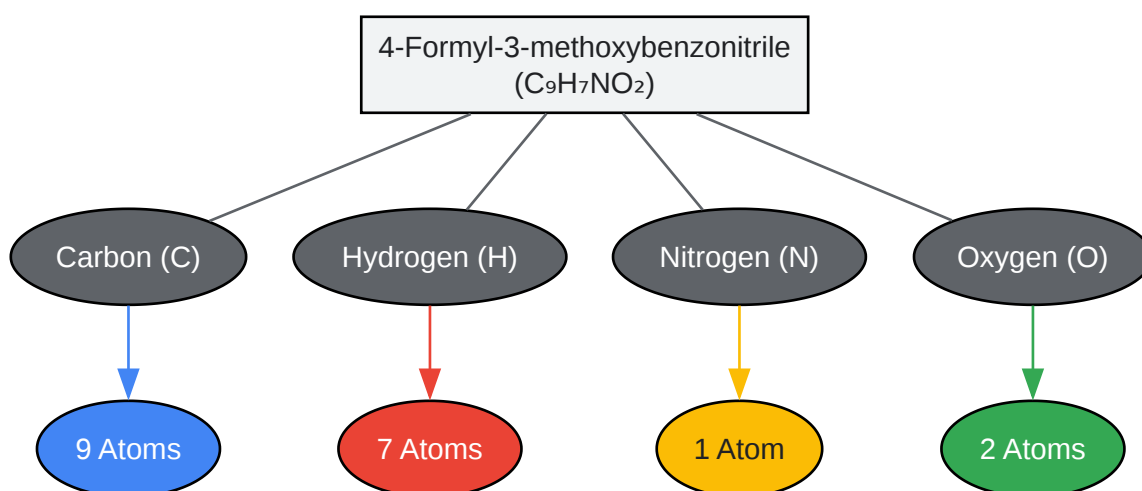 4-Formyl-3-methoxybenzonitrile
(C₉H₇NO₂)
Carbon (C)
Hydrogen (H)
Nitrogen (N)
Oxygen (O)
9 Atoms
7 Atoms
1 Atom
2 Atoms